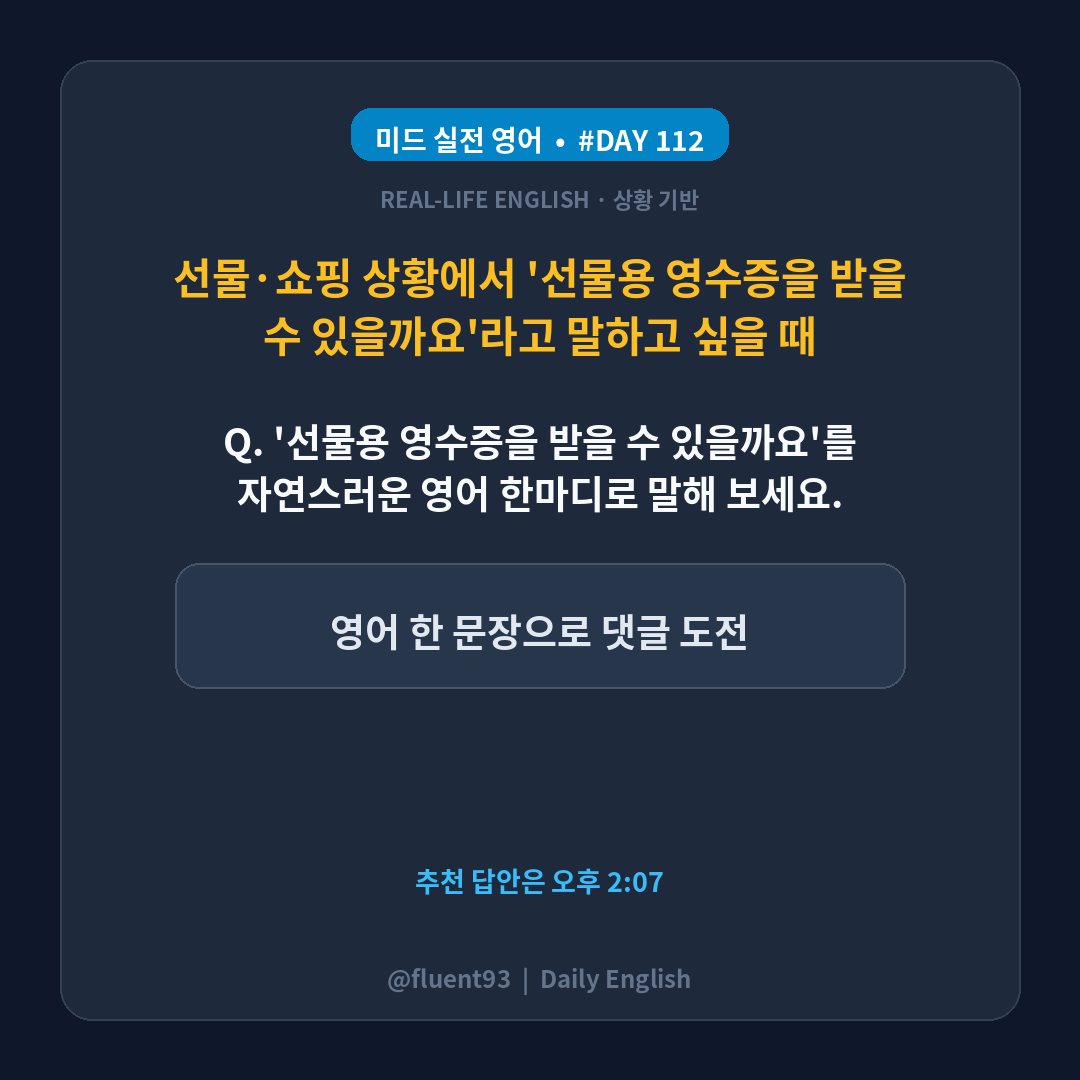 미드 실전 영어 • #DAY 112
REAL-LIFE ENGLISH · 상황 기반
선물·쇼핑 상황에서 '선물용 영수증을 받을
수 있을까요'라고 말하고 싶을 때
Q. '선물용 영수증을 받을 수 있을까요'를
자연스러운 영어 한마디로 말해 보세요.
영어 한 문장으로 댓글 도전
추천 답안은 오후 2:07
@fluent93 | Daily English